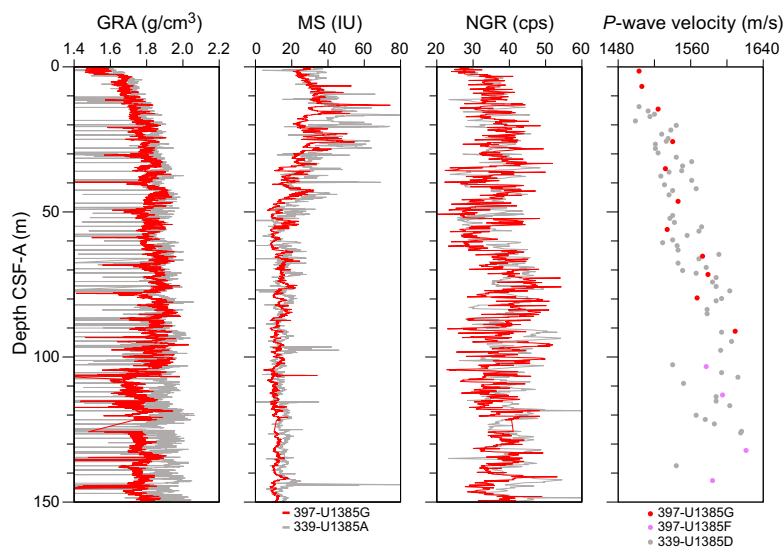 GRA (g/cm3) MS (IU) NGR (cps) P-wave velocity (m/s)
1.4 1.6 1.8 2.0 2.2 0 20 40 60 80 20 30 40 50 60 1480 1560 1640
0
50
100
150
Depth CSF-A (m)
397-U1385G
339-U1385A
397-U1385G
397-U1385F
339-U1385D